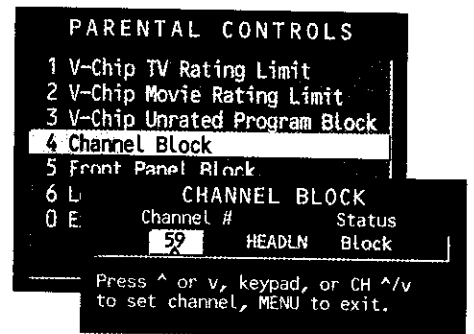 PARENTAL CONTROLS
1 V-Chip TV Rating Limit
2 V-Chip Movie Rating Limit
3 V-Chip Unrated Program Block
4 Channel Block
5 Front Panel Block
6 L
0 E
CHANNEL BLOCK
Channel # Status
59 HEADLN Block
Press ^ or v, keypad, or CH ^/v
to set channel, MENU to exit.